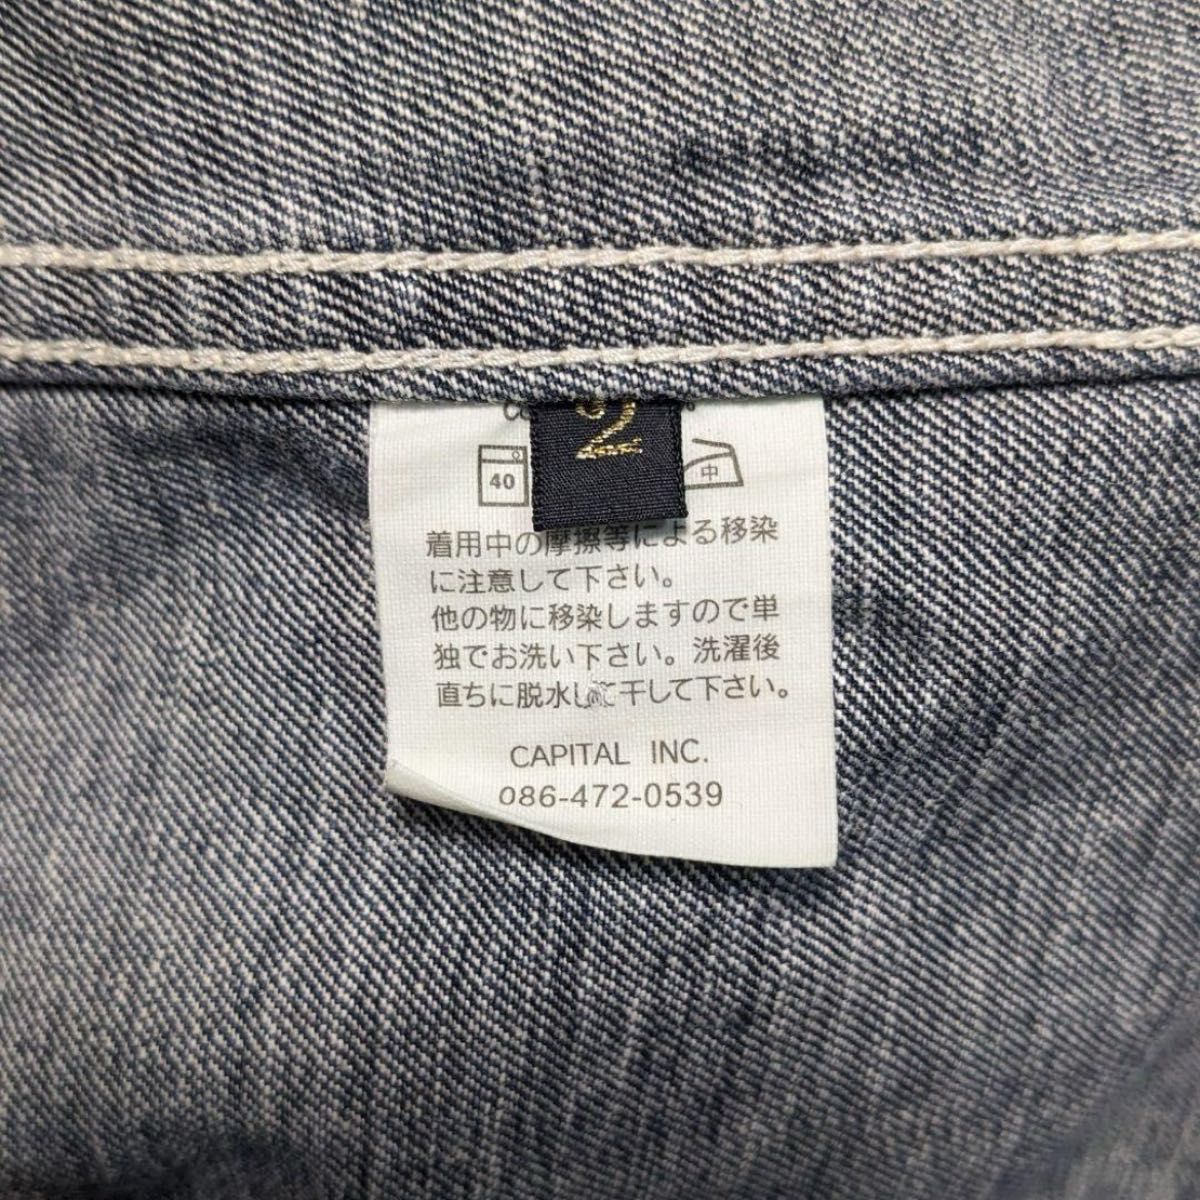 2
40 中
着用中の摩擦等による移染
に注意して下さい。
他の物に移染しますので単
独でお洗い下さい。洗濯後
直ちに脱水して干して下さい。
CAPITAL INC.
086-472-0539